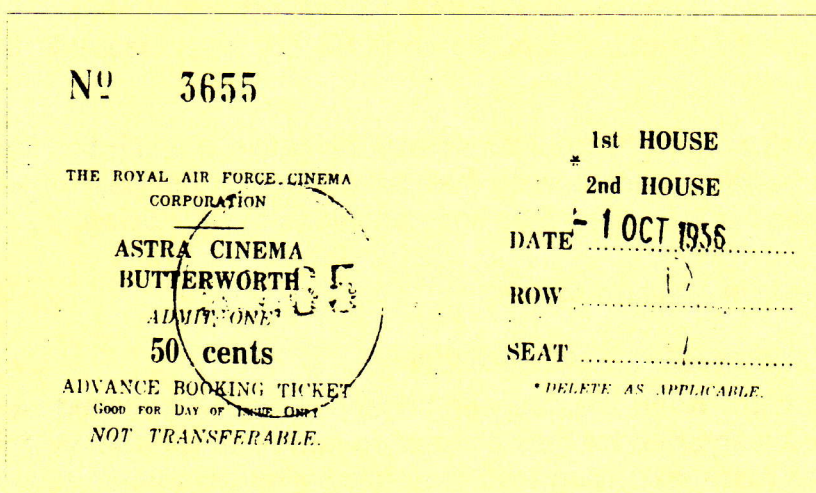 Nº 3655
THE ROYAL AIR FORCE CINEMA
CORPORATION
ASTRA CINEMA
BUTTERWORTH
ADMIT ONE
50 cents
ADVANCE BOOKING TICKET
GOOD FOR DAY OF ISSUE ONLY
NOT TRANSFERABLE.
1st HOUSE
*
2nd HOUSE
DATE - 1 OCT 1956
ROW
SEAT
* DELETE AS APPLICABLE.